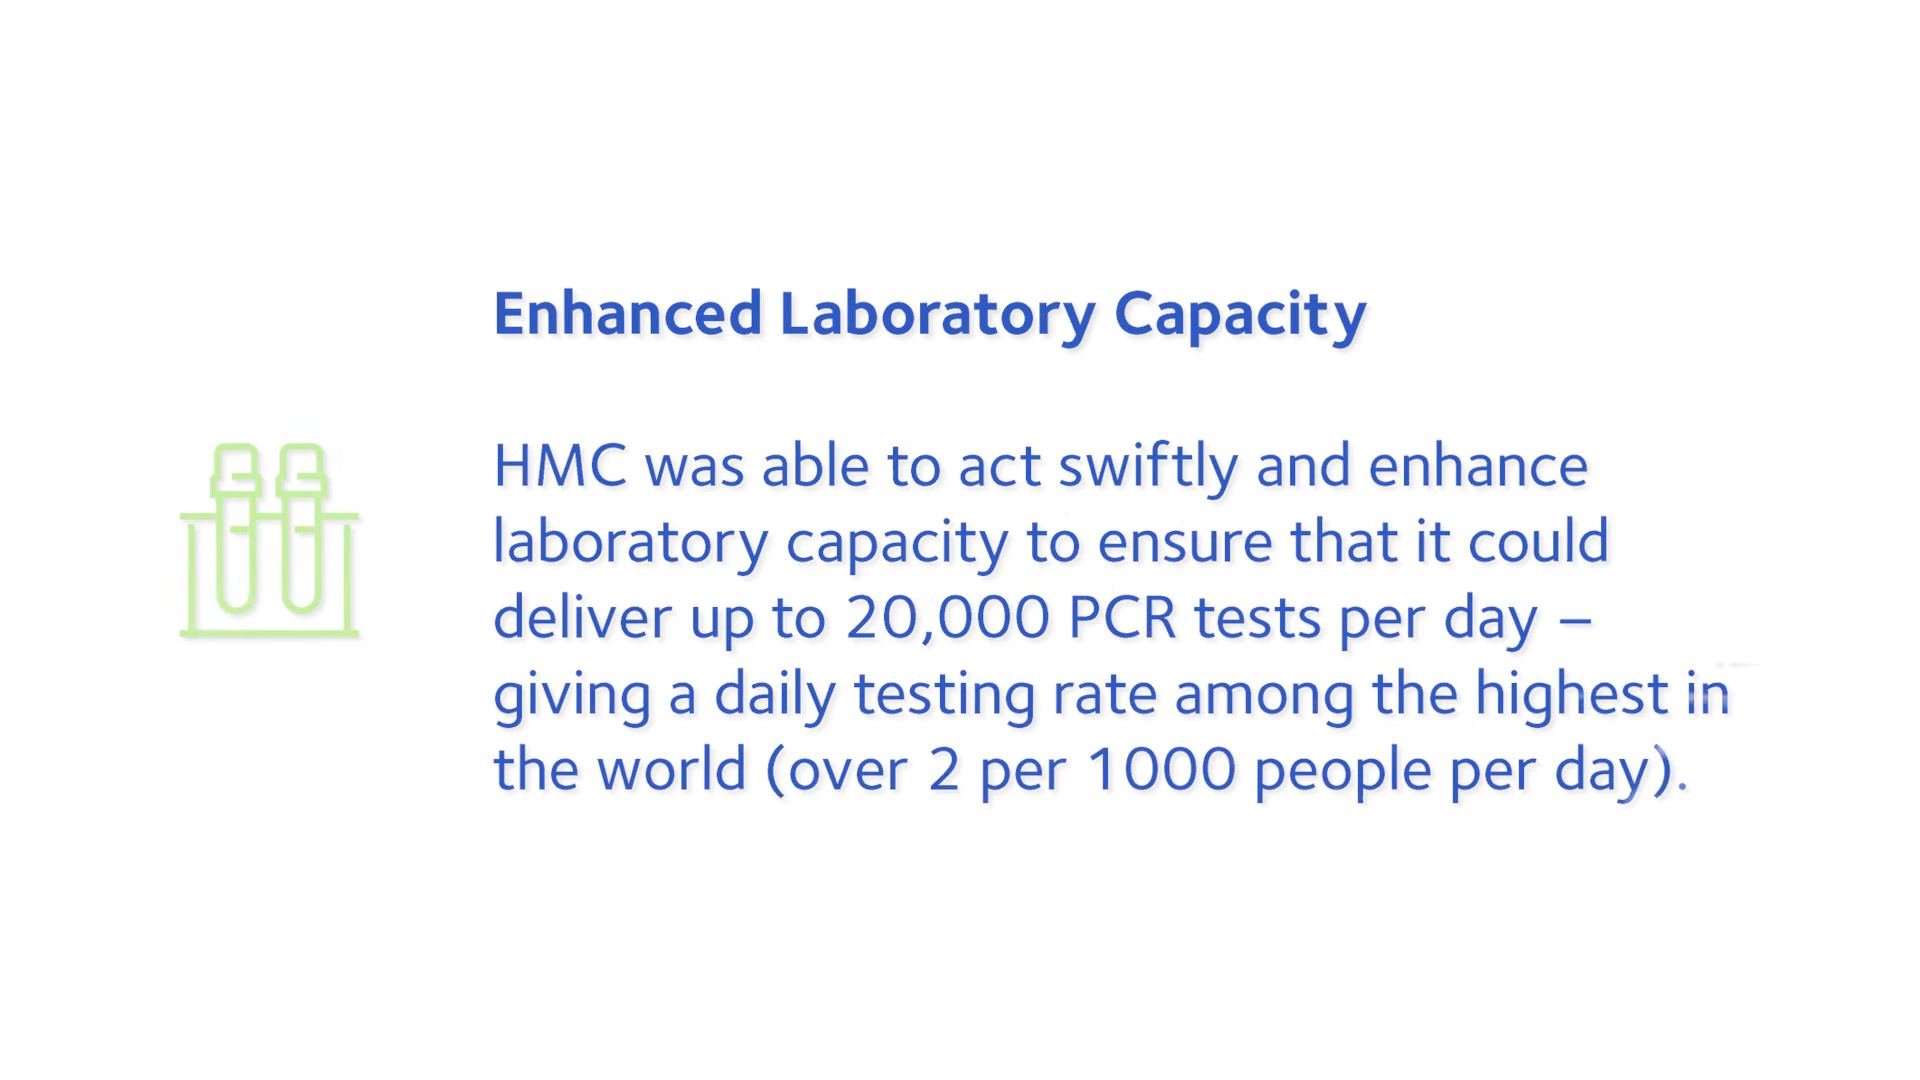 Enhanced Laboratory Capacity
HMC was able to act swiftly and enhance
laboratory capacity to ensure that it could
deliver up to 20,000 PCR tests per day –
giving a daily testing rate among the highest in
the world (over 2 per 1000 people per day).